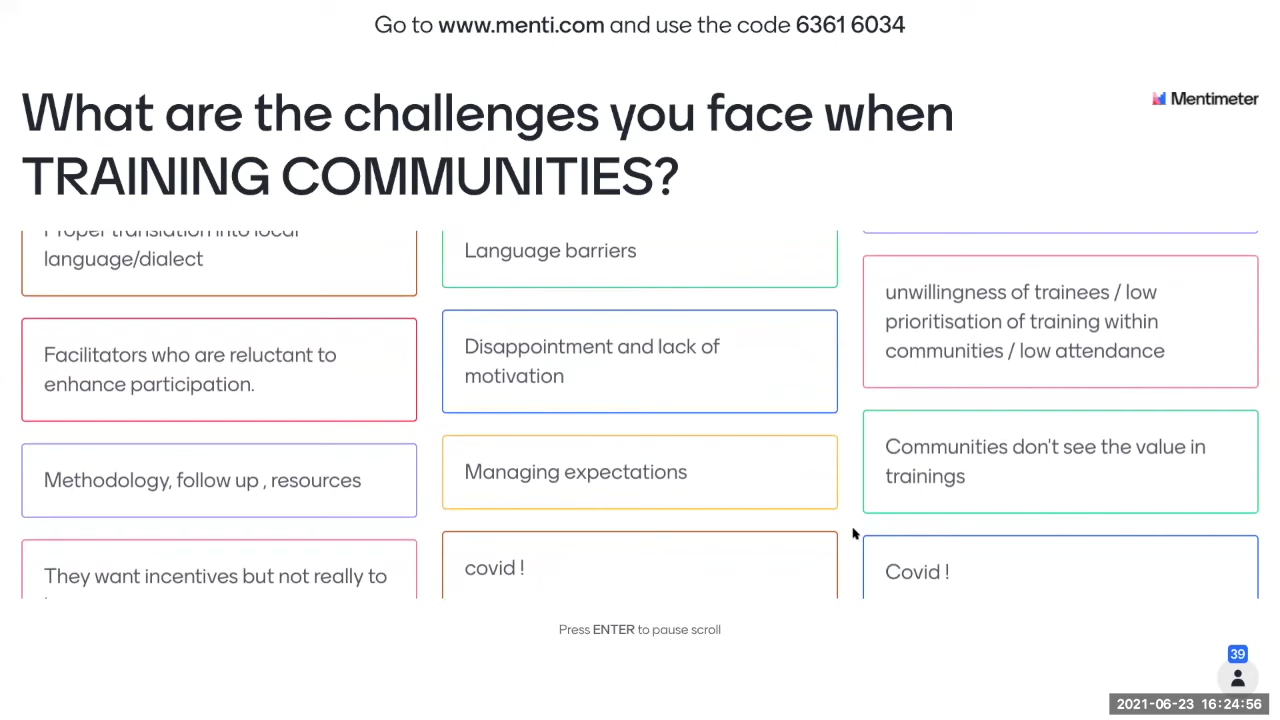 Go to www.menti.com and use the code 6361 6034
What are the challenges you face when
TRAINING COMMUNITIES?
Mentimeter
Proper translation into local
language/dialect
Facilitators who are reluctant to
enhance participation.
Methodology, follow up , resources
They want incentives but not really to
Language barriers
Disappointment and lack of
motivation
Managing expectations
covid !
unwillingness of trainees / low
prioritisation of training within
communities / low attendance
Communities don't see the value in
trainings
Covid !
Press ENTER to pause scroll
39
2021-06-23 16:24:56